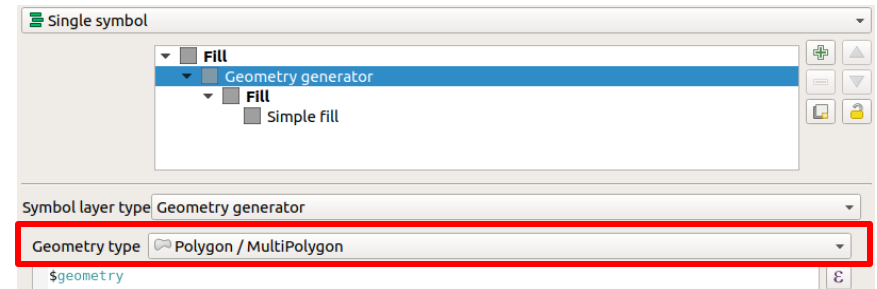 Single symbol
Fill
Geometry generator
Fill
Simple fill
Symbol layer type Geometry generator
Geometry type Polygon / MultiPolygon
$geometry ε